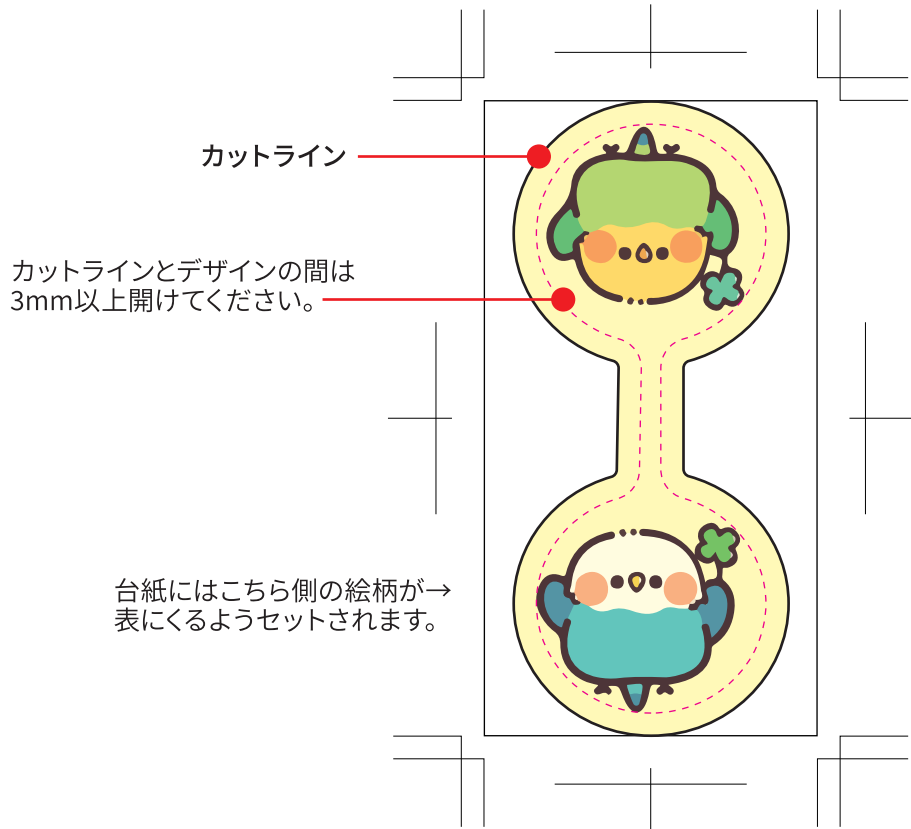 カットライン
カットラインとデザインの間は
3mm以上開けてください。
台紙にはこちら側の絵柄が→
表にくるようセットされます。